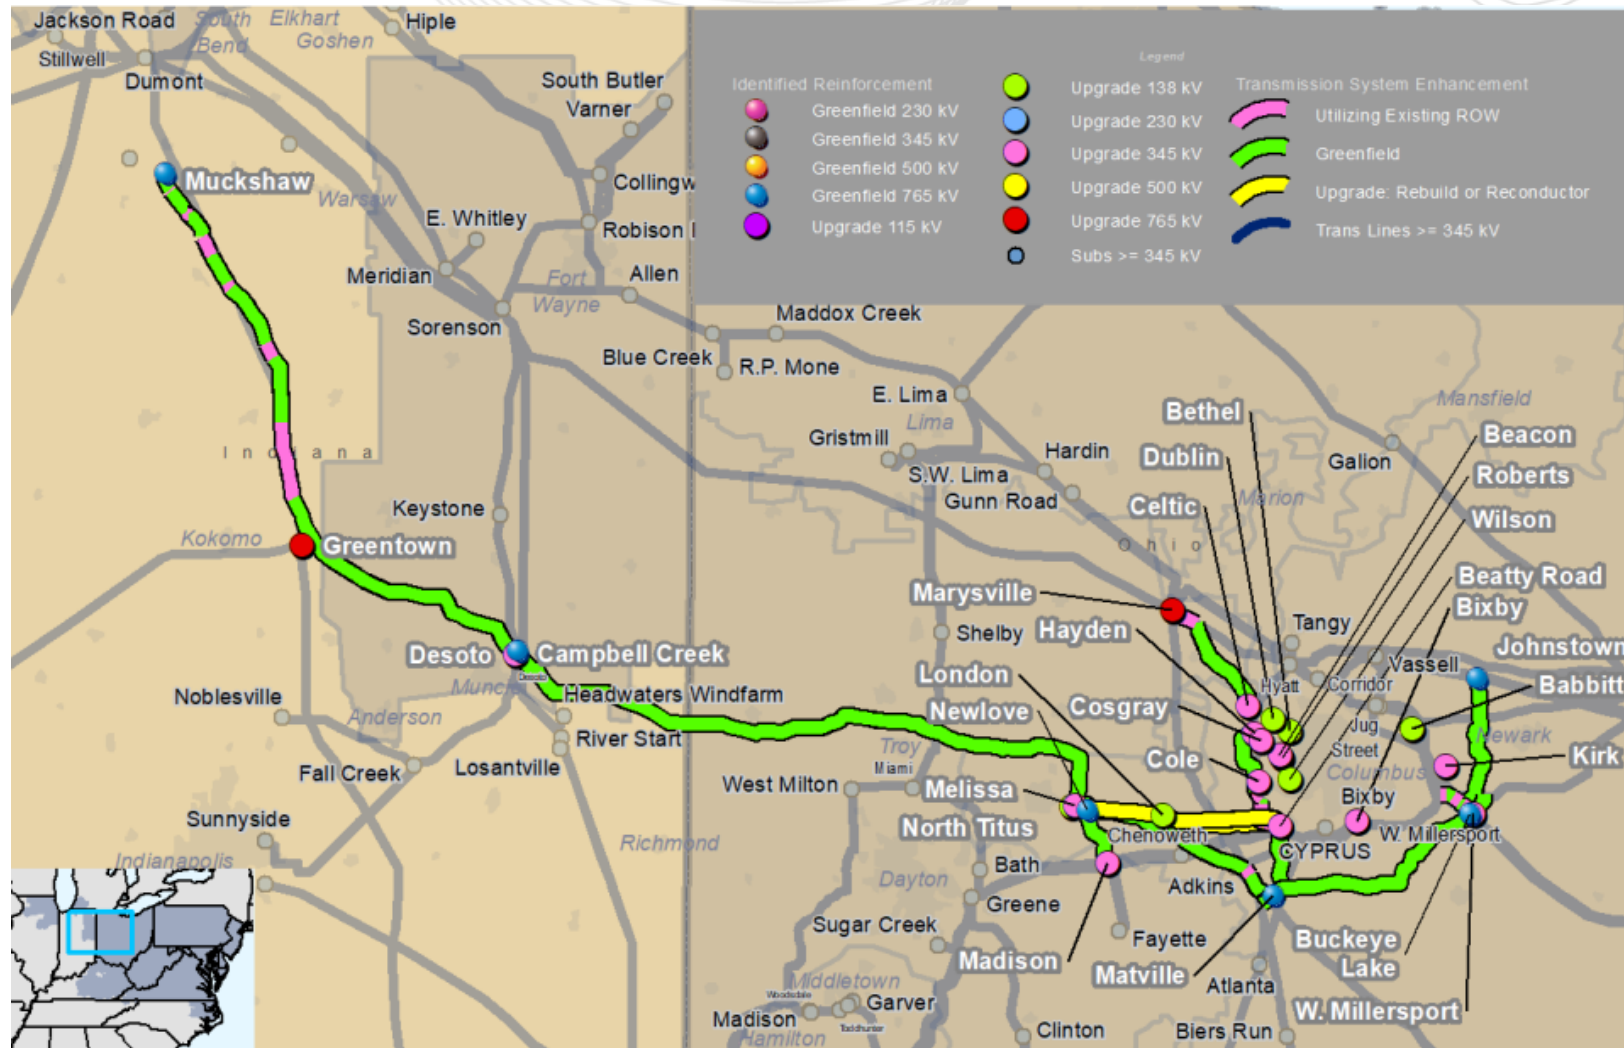 Jackson Road
South
Bend
Elkhart
Goshen
Hiple
Stillwell
Dumont
South Butler
Varner
Legend
Identified Reinforcement
Greenfield 230 kV
Greenfield 345 kV
Greenfield 500 kV
Greenfield 765 kV
Upgrade 115 kV
Upgrade 138 kV
Upgrade 230 kV
Upgrade 345 kV
Upgrade 500 kV
Upgrade 765 kV
Subs >= 345 kV
Transmission System Enhancement
Utilizing Existing ROW
Greenfield
Upgrade: Rebuild or Reconductor
Trans Lines >= 345 kV
Muckshaw
Warsaw
Collingw
E. Whitley
Robison
Meridian
Fort
Wayne
Allen
Sorenson
Maddox Creek
Blue Creek
R.P. Mone
E. Lima
Lima
Mansfield
Bethel
Beacon
Gristmill
Hardin
Dublin
Galion
Indiana
S.W. Lima
Roberts
Gunn Road
Marion
Celtic
Keystone
Wilson
Kokomo
Greentown
Ohio
Marysville
Beatty Road
Bixby
Shelby
Hayden
Tangy
Johnstown
Desoto
Campbell Creek
Desoto
Vassell
London
Hyatt
Corridor
Babbitt
Muncie
Noblesville
Headwaters Windfarm
Newlove
Cosgray
Jug
Street
Newark
Anderson
River Start
Troy
Miami
Cole
Columbus
Kirk
Fall Creek
Losantville
West Milton
Melissa
Bixby
Sunnyside
North Titus
Chenoweth
W. Millersport
Richmond
CYPRUS
Indianapolis
Bath
Dayton
Adkins
Greene
Sugar Creek
Fayette
Buckeye
Lake
Madison
Matville
Atlanta
Middletown
Woodsdale
Garver
W. Millersport
Madison
Todhunter
Hamilton
Clinton
Biers Run